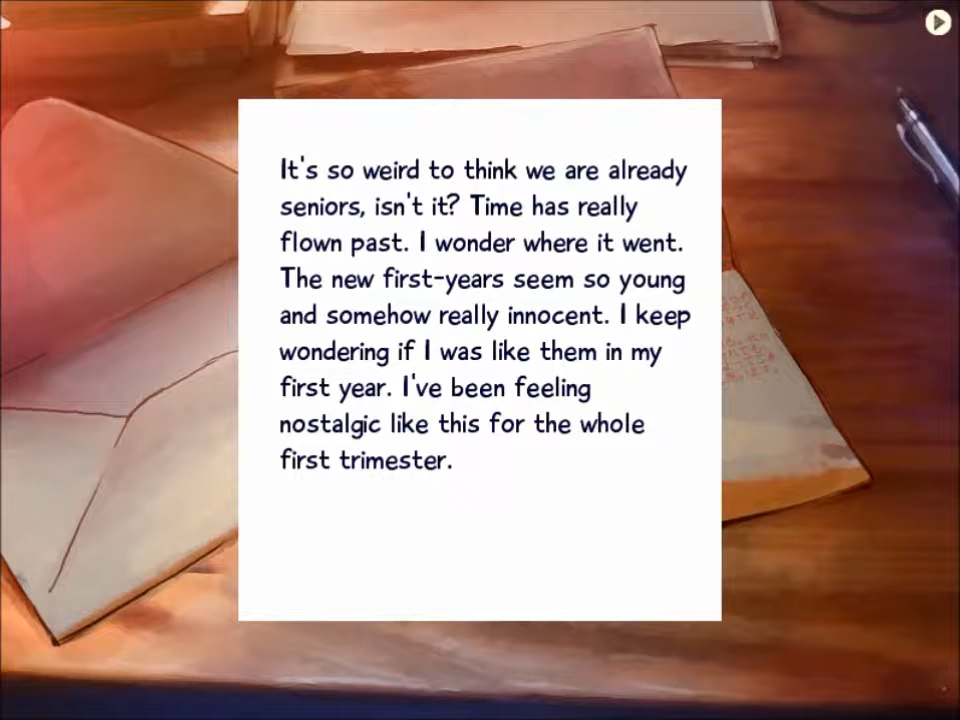 It's so weird to think we are already
seniors, isn't it? Time has really
flown past. I wonder where it went.
The new first-years seem so young
and somehow really innocent. I keep
wondering if I was like them in my
first year. I've been feeling
nostalgic like this for the whole
first trimester.